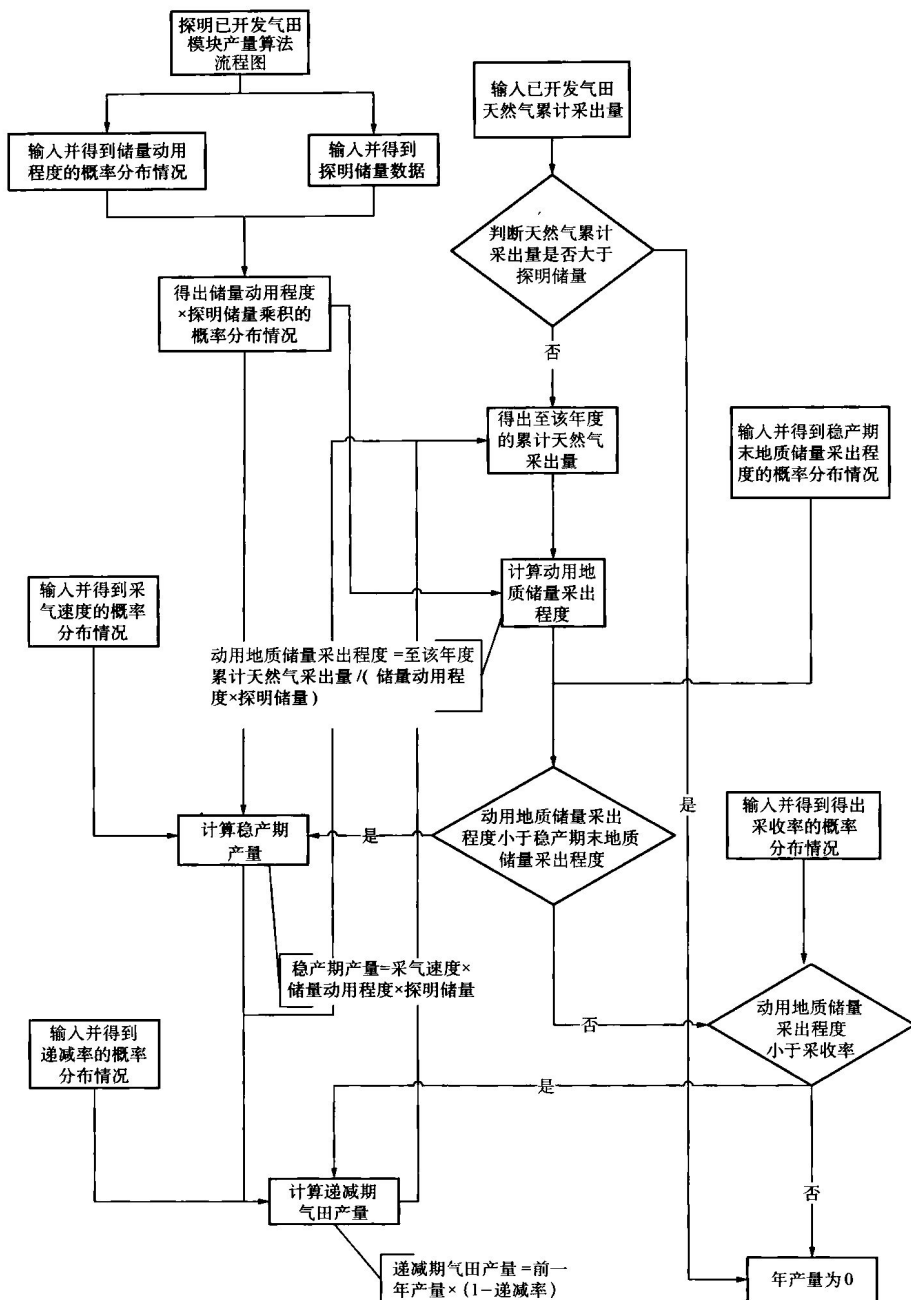 探明已开发气田
模块产量算法
流程图
输入已开发气田
天然气累计采出量
输入并得到储量动用
程度的概率分布情况
输入并得到
探明储量数据
判断天然气累计
采出量是否大于
探明储量
得出储量动用程度
×探明储量乘积的
概率分布情况
否
得出至该年度
的累计天然气
采出量
输入并得到稳产期
末地质储量采出程
度的概率分布情况
输入并得到采
气速度的概率
分布情况
计算动用地
质储量采出
程度
动用地质储量采出程度=至该年度
累计天然气采出量/(储量动用程
度×探明储量)
计算稳产期
产量
是
动用地质储量采出
程度小于稳产期末地质
储量采出程度
是
输入并得到得出
采收率的概率
分布情况
稳产期产量=采气速度×
储量动用程度×探明储量
输入并得到
递减率的概率
分布情况
否
动用地质储量
采出程度
小于采收率
是
计算递减期
气田产量
否
递减期气田产量=前一
年产量×(1-递减率)
年产量为0